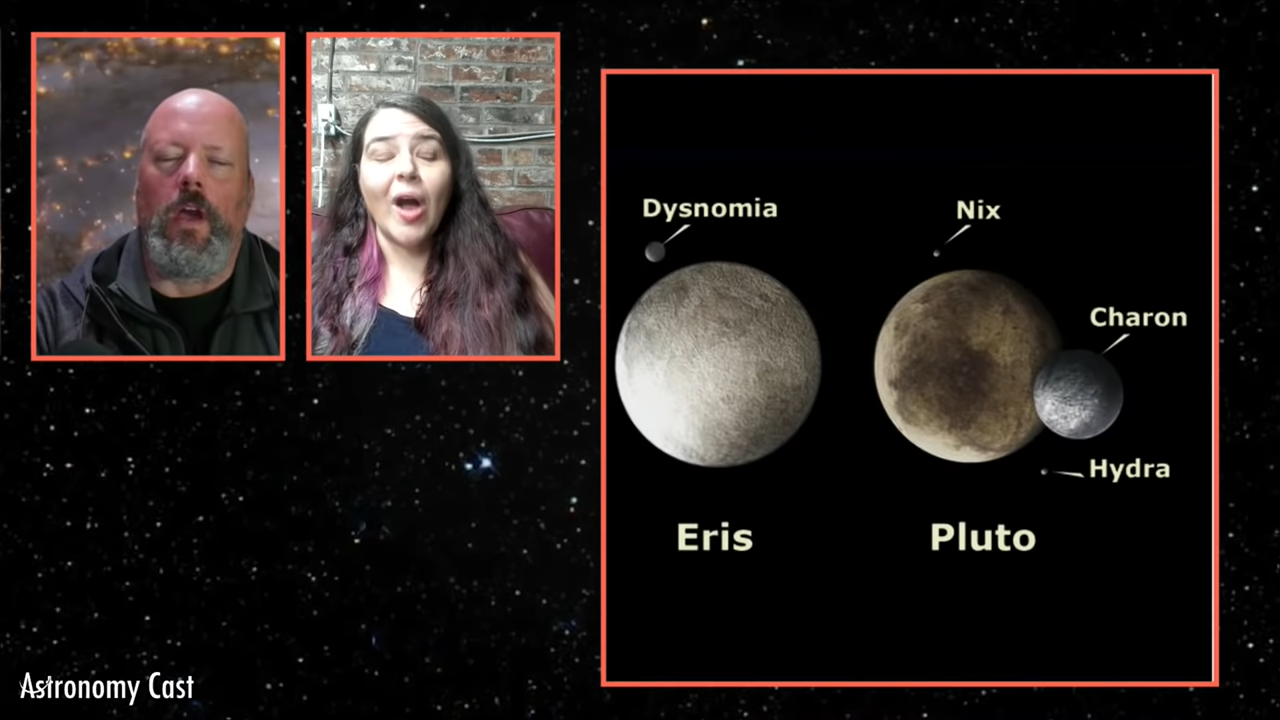 Dysnomia
Nix
Charon
Hydra
Eris
Pluto
Astronomy Cast